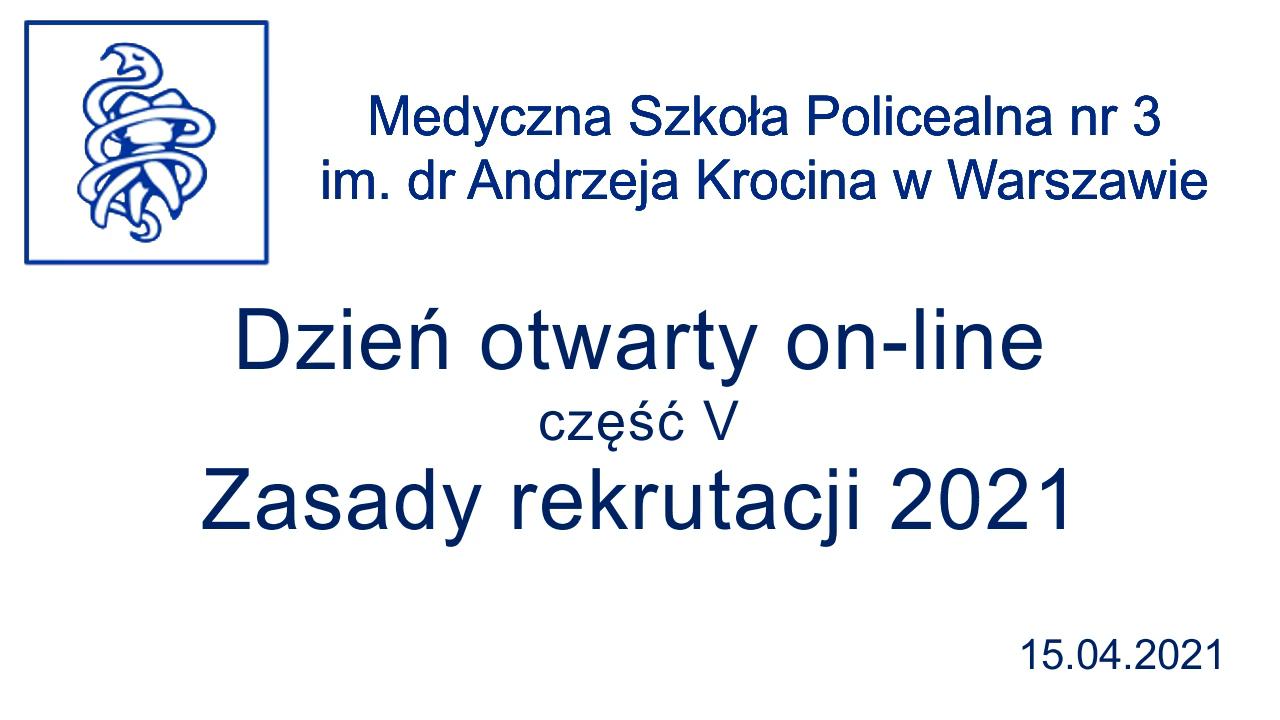 Medyczna Szkoła Policealna nr 3
im. dr Andrzeja Krocina w Warszawie
Dzień otwarty on-line
część V
Zasady rekrutacji 2021
15.04.2021